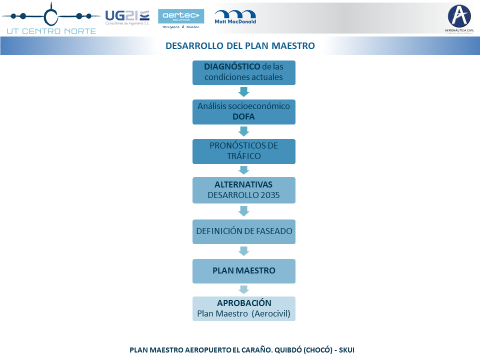 UT CENTRO NORTE
UG21
aertec
Mott MacDonald
AERONÁUTICA CIVIL
DESARROLLO DEL PLAN MAESTRO
DIAGNÓSTICO de las
condiciones actuales
Análisis socioeconómico
DOFA
PRONÓSTICOS DE
TRÁFICO
ALTERNATIVAS
DESARROLLO 2035
DEFINICIÓN DE FASEADO
PLAN MAESTRO
APROBACIÓN
Plan Maestro (Aerocivil)
PLAN MAESTRO AEROPUERTO EL CARAÑO. QUIBDÓ (CHOCÓ) - SKUI